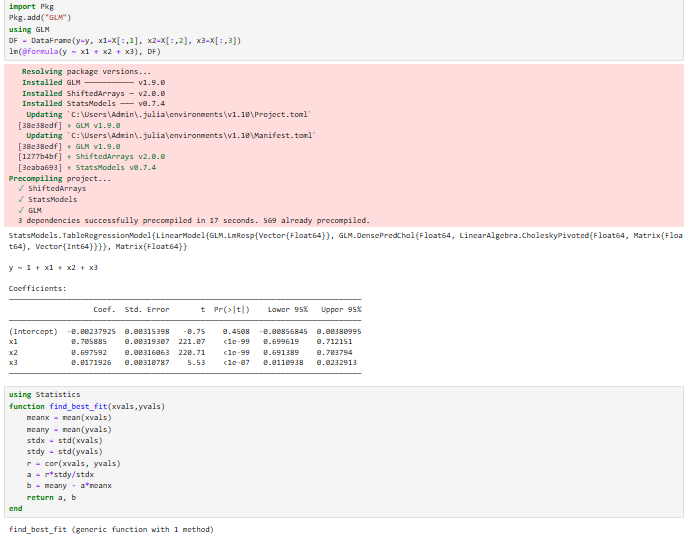 import Pkg
Pkg.add("GLM")
using GLM
DF = DataFrame(y=y, x1=X[:,1], x2=X[:,2], x3=X[:,3])
lm(@formula(y ~ x1 + x2 + x3), DF)
Resolving package versions...
Installed GLM ────────── v1.9.0
Installed ShiftedArrays ─ v2.0.0
Installed StatsModels ─── v0.7.4
Updating `C:\Users\Admin\.julia\environments\v1.10\Project.toml`
[38e38edf] + GLM v1.9.0
Updating `C:\Users\Admin\.julia\environments\v1.10\Manifest.toml`
[38e38edf] + GLM v1.9.0
[1277b4bf] + ShiftedArrays v2.0.0
[3eaba693] + StatsModels v0.7.4
Precompiling project...
✓ ShiftedArrays
✓ StatsModels
✓ GLM
3 dependencies successfully precompiled in 17 seconds. 569 already precompiled.
StatsModels.TableRegressionModel{LinearModel{GLM.LmResp{Vector{Float64}}, GLM.DensePredChol{Float64, LinearAlgebra.CholeskyPivoted{Float64, Matrix{Floa
t64}, Vector{Int64}}}}, Matrix{Float64}}
y ~ 1 + x1 + x2 + x3
Coefficients:
Coef. Std. Error t Pr(>|t|) Lower 95% Upper 95%
(Intercept) -0.00237925 0.00315398 -0.75 0.4508 -0.00856845 0.00380995
x1 0.705885 0.00319307 221.07 <1e-99 0.699619 0.712151
x2 0.697592 0.00316063 220.71 <1e-99 0.691389 0.703794
x3 0.0171926 0.00310787 5.53 <1e-07 0.0110938 0.0232913
using Statistics
function find_best_fit(xvals,yvals)
meanx = mean(xvals)
meany = mean(yvals)
stdx = std(xvals)
stdy = std(yvals)
r = cor(xvals, yvals)
a = r*stdy/stdx
b = meany - a*meanx
return a, b
end
find_best_fit (generic function with 1 method)